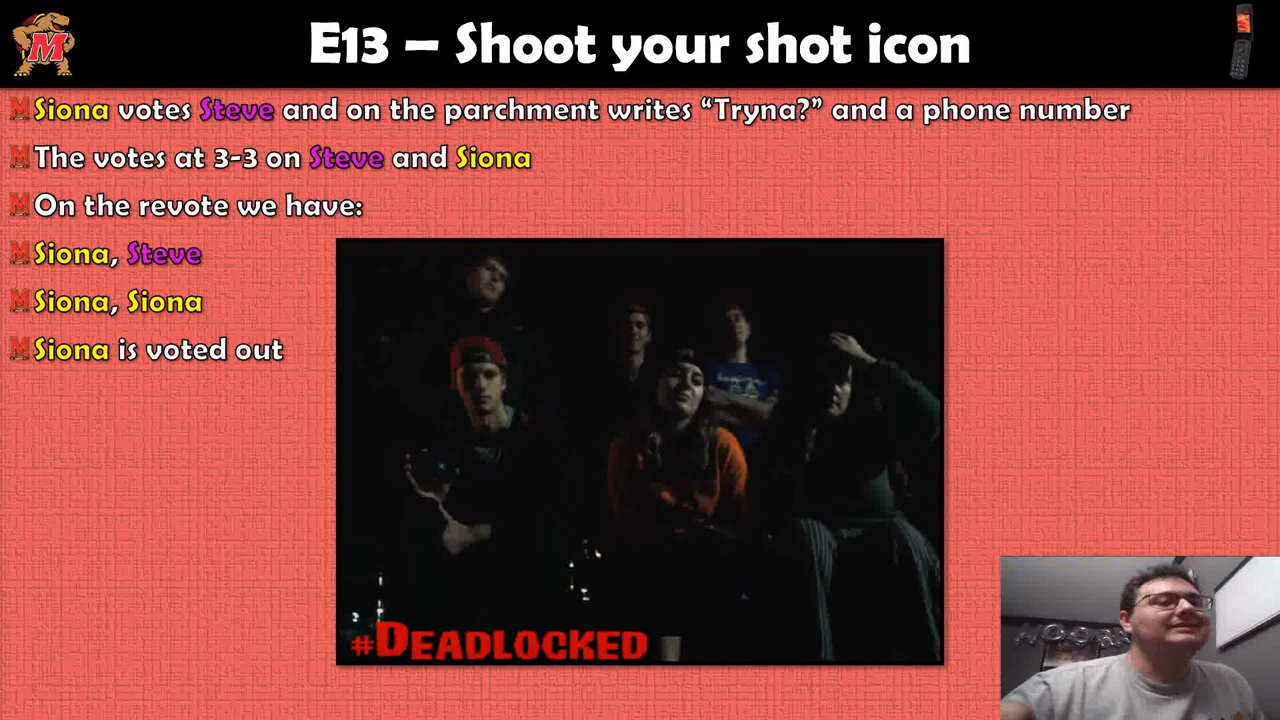 E13 – Shoot your shot icon
Siona votes Steve and on the parchment writes “Tryna?” and a phone number
The votes at 3-3 on Steve and Siona
On the revote we have:
Siona, Steve
Siona, Siona
Siona is voted out
#DEADLOCKED
M